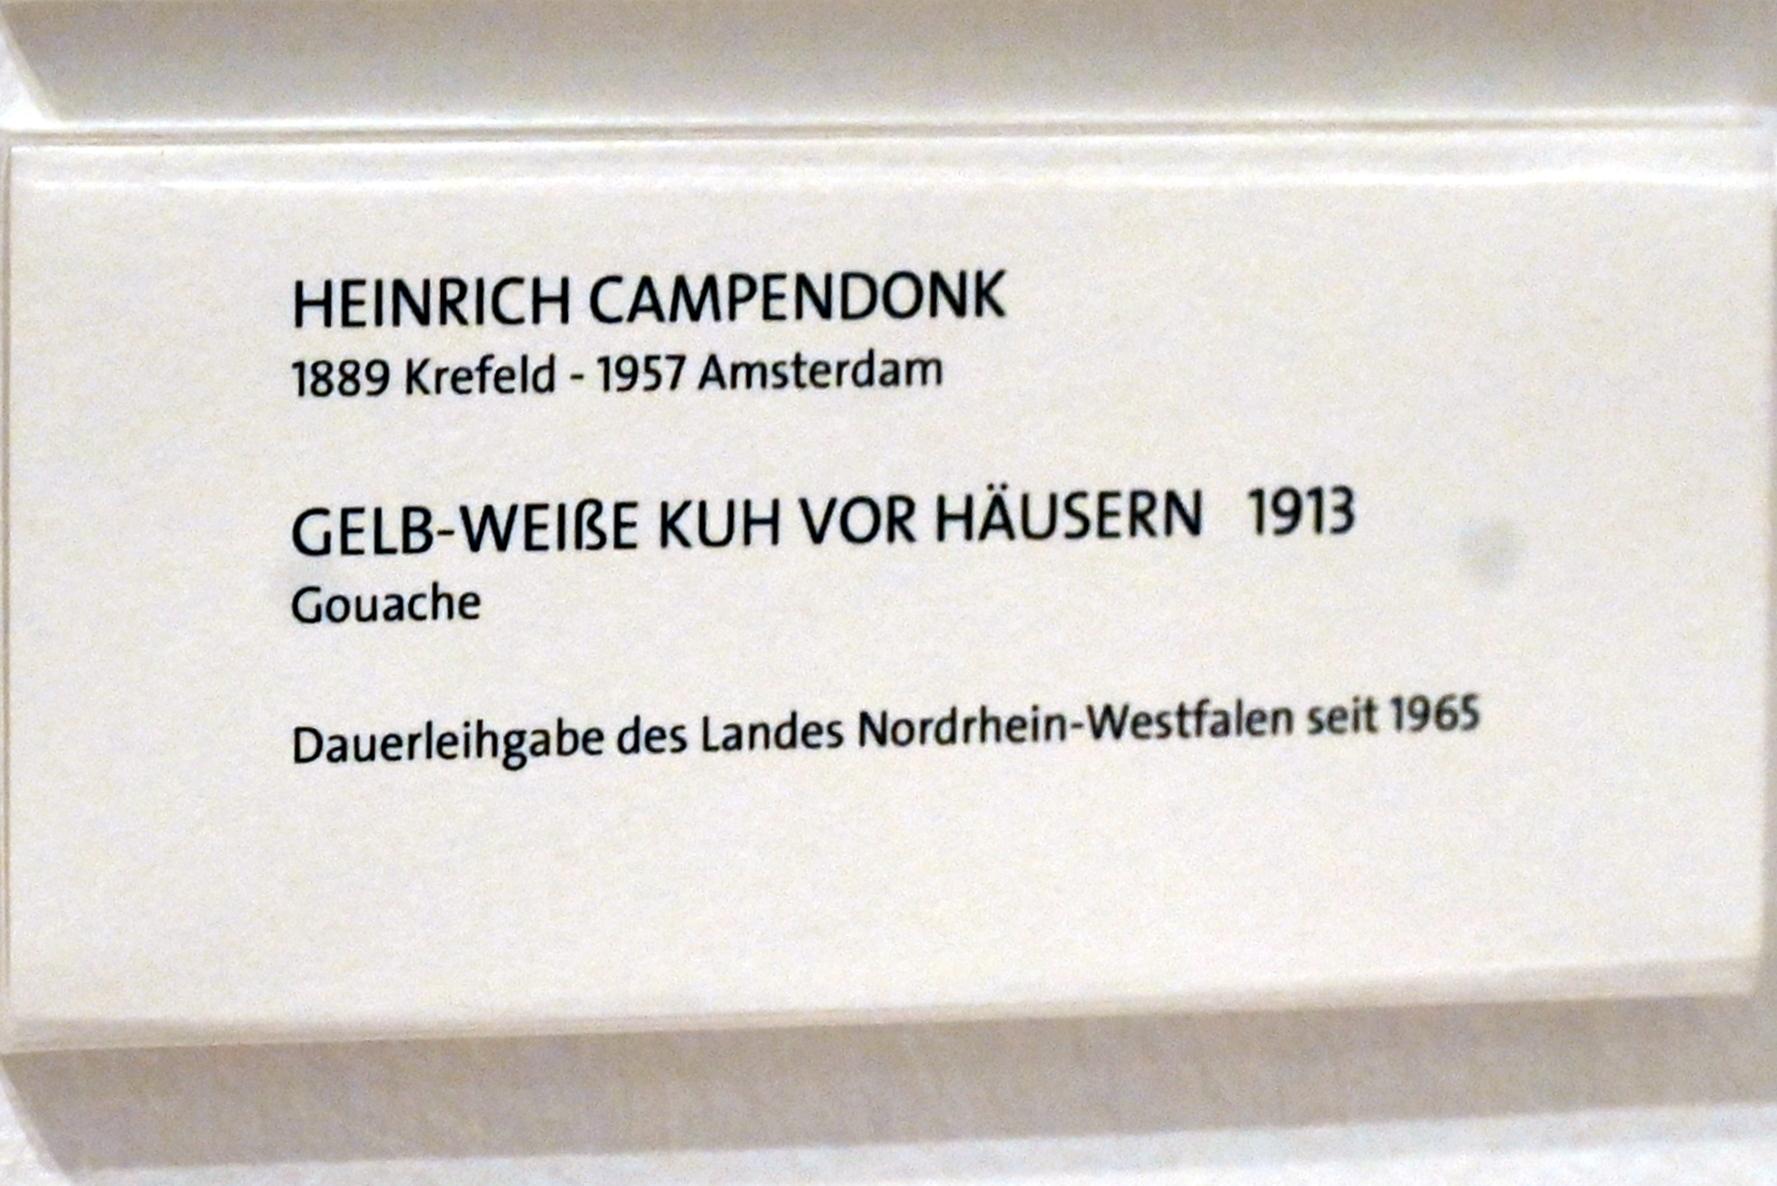 HEINRICH CAMPENDONK
1889 Krefeld - 1957 Amsterdam
GELB-WEIßE KUH VOR HÄUSERN 1913
Gouache
Dauerleihgabe des Landes Nordrhein-Westfalen seit 1965